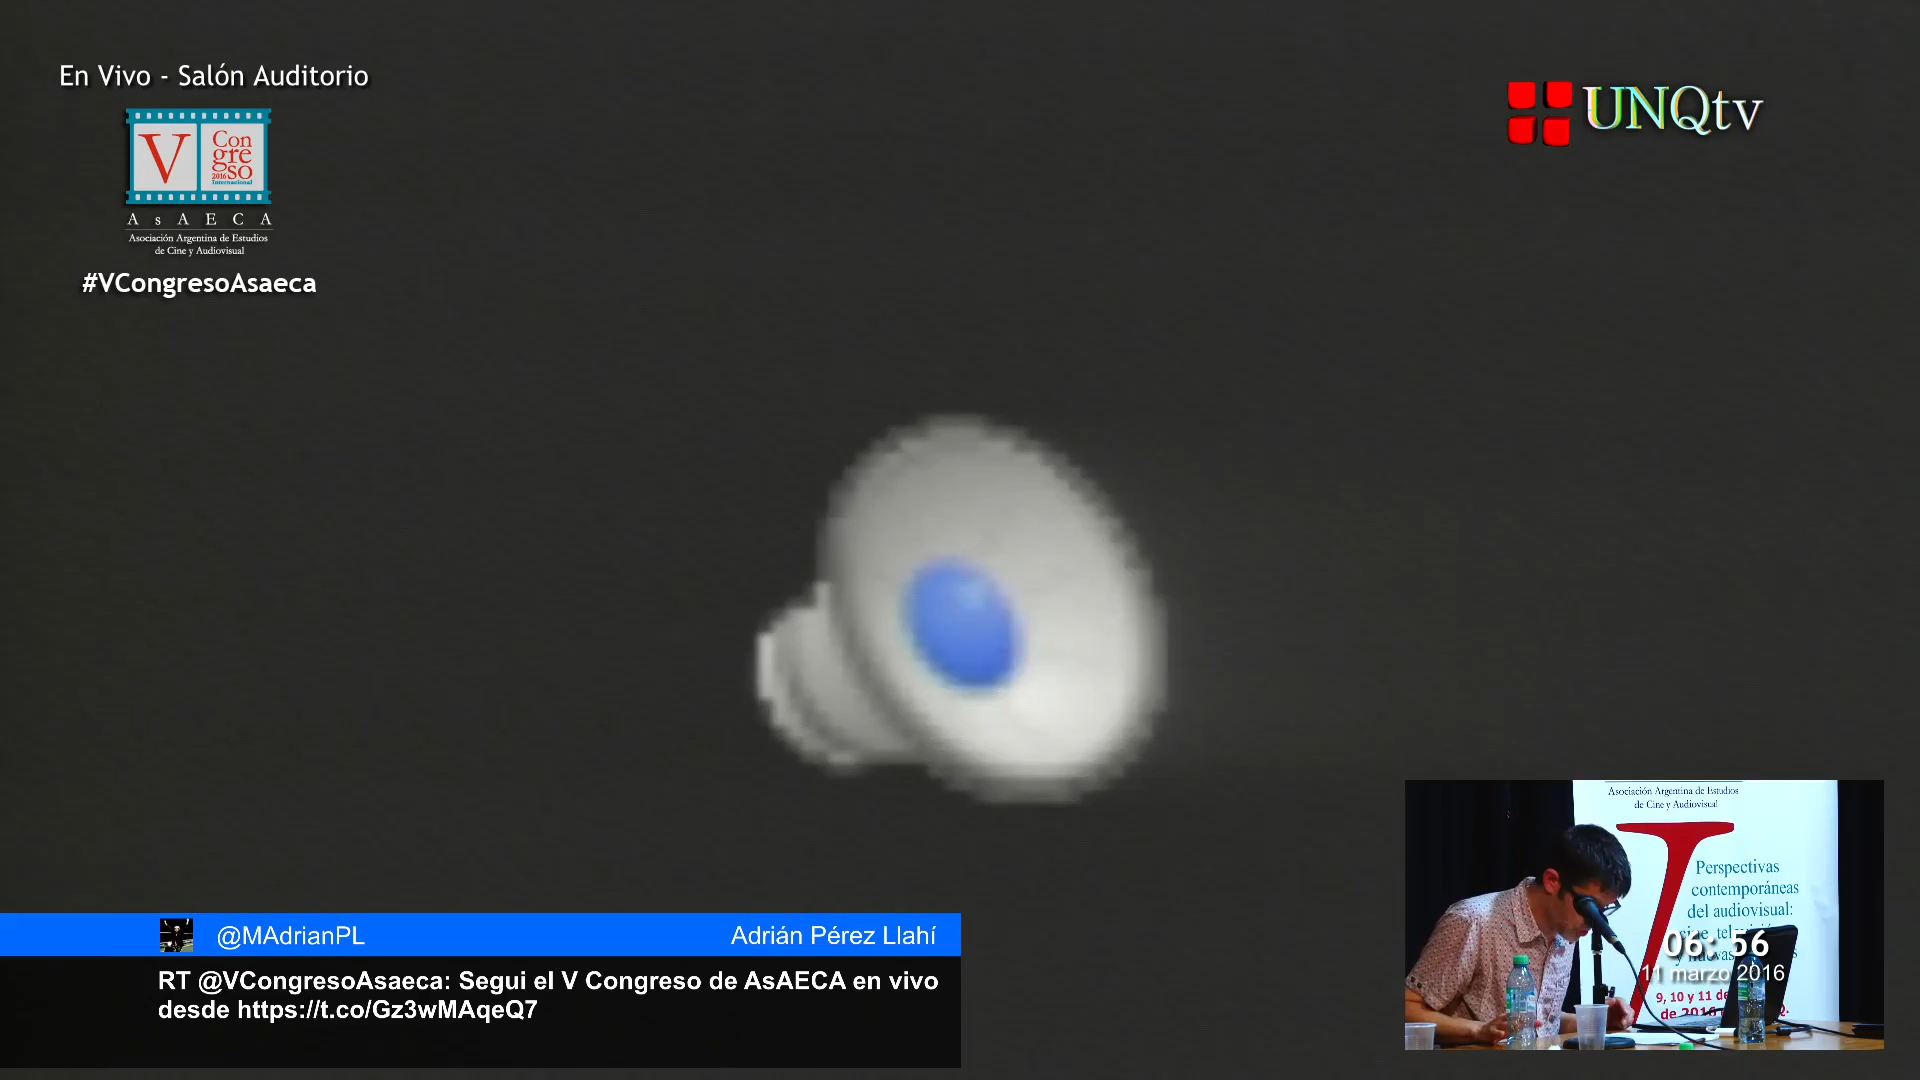 En Vivo - Salón Auditorio
UNQtv
V
Con
gre
2016 so
Internacional
A s A E C A
Asociación Argentina de Estudios
de Cine y Audiovisual
#VCongresoAsaeca
Asociación Argentina de Estudios
de Cine y Audiovisual
Perspectivas
contemporáneas
del audiovisual:
06: 56
11 marzo 2016
9, 10 y 11 de
de 2016
@MAdrianPL
Adrián Pérez Llahí
RT @VCongresoAsaeca: Segui el V Congreso de AsAECA en vivo
desde https://t.co/Gz3wMAqeQ7